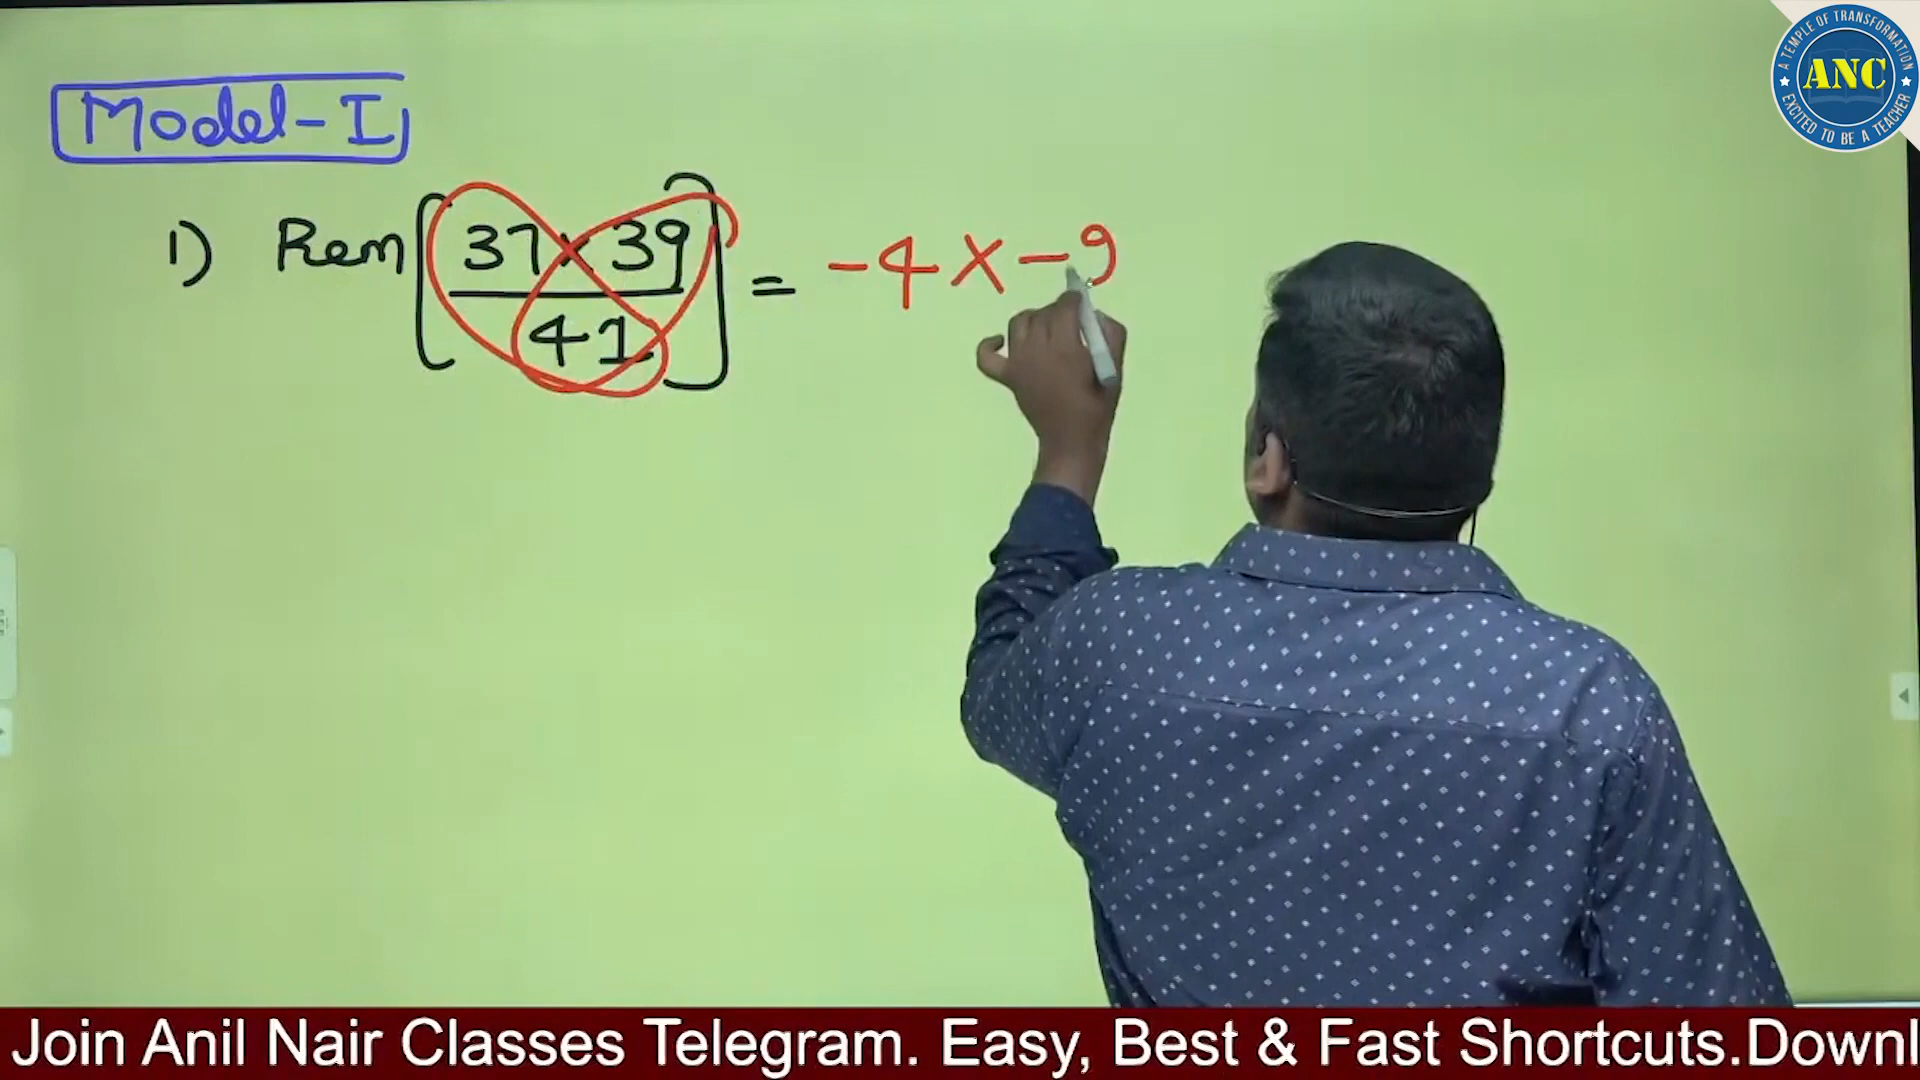 A TEMPLE OF TRANSFORMATION
ANC
EXCITED TO BE A TEACHER
Model-I
1) Rem [37 × 39 / 41] = -4 × -9
Join Anil Nair Classes Telegram. Easy, Best & Fast Shortcuts.Downl